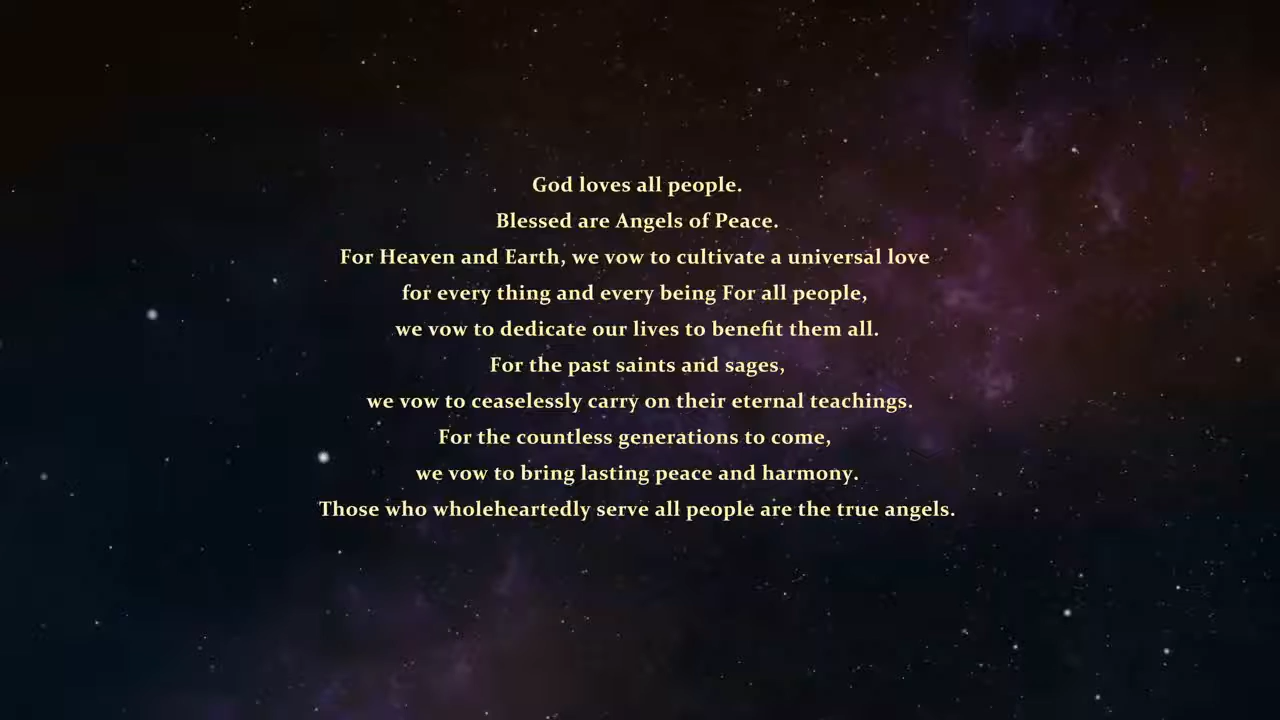 God loves all people.
Blessed are Angels of Peace.
For Heaven and Earth, we vow to cultivate a universal love
for every thing and every being For all people,
we vow to dedicate our lives to benefit them all.
For the past saints and sages,
we vow to ceaselessly carry on their eternal teachings.
For the countless generations to come,
we vow to bring lasting peace and harmony.
Those who wholeheartedly serve all people are the true angels.